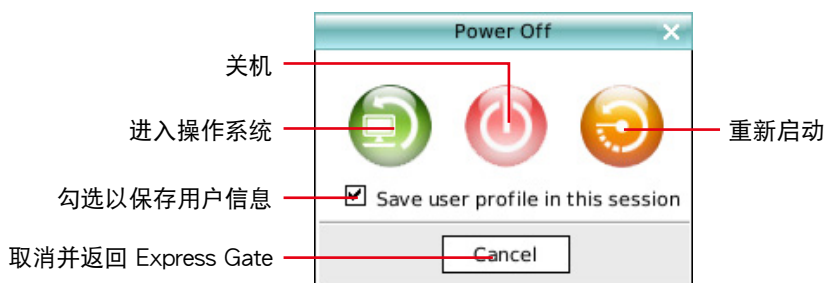 Power Off
关机
进入操作系统
重新启动
勾选以保存用户信息
Save user profile in this session
取消并返回 Express Gate
Cancel